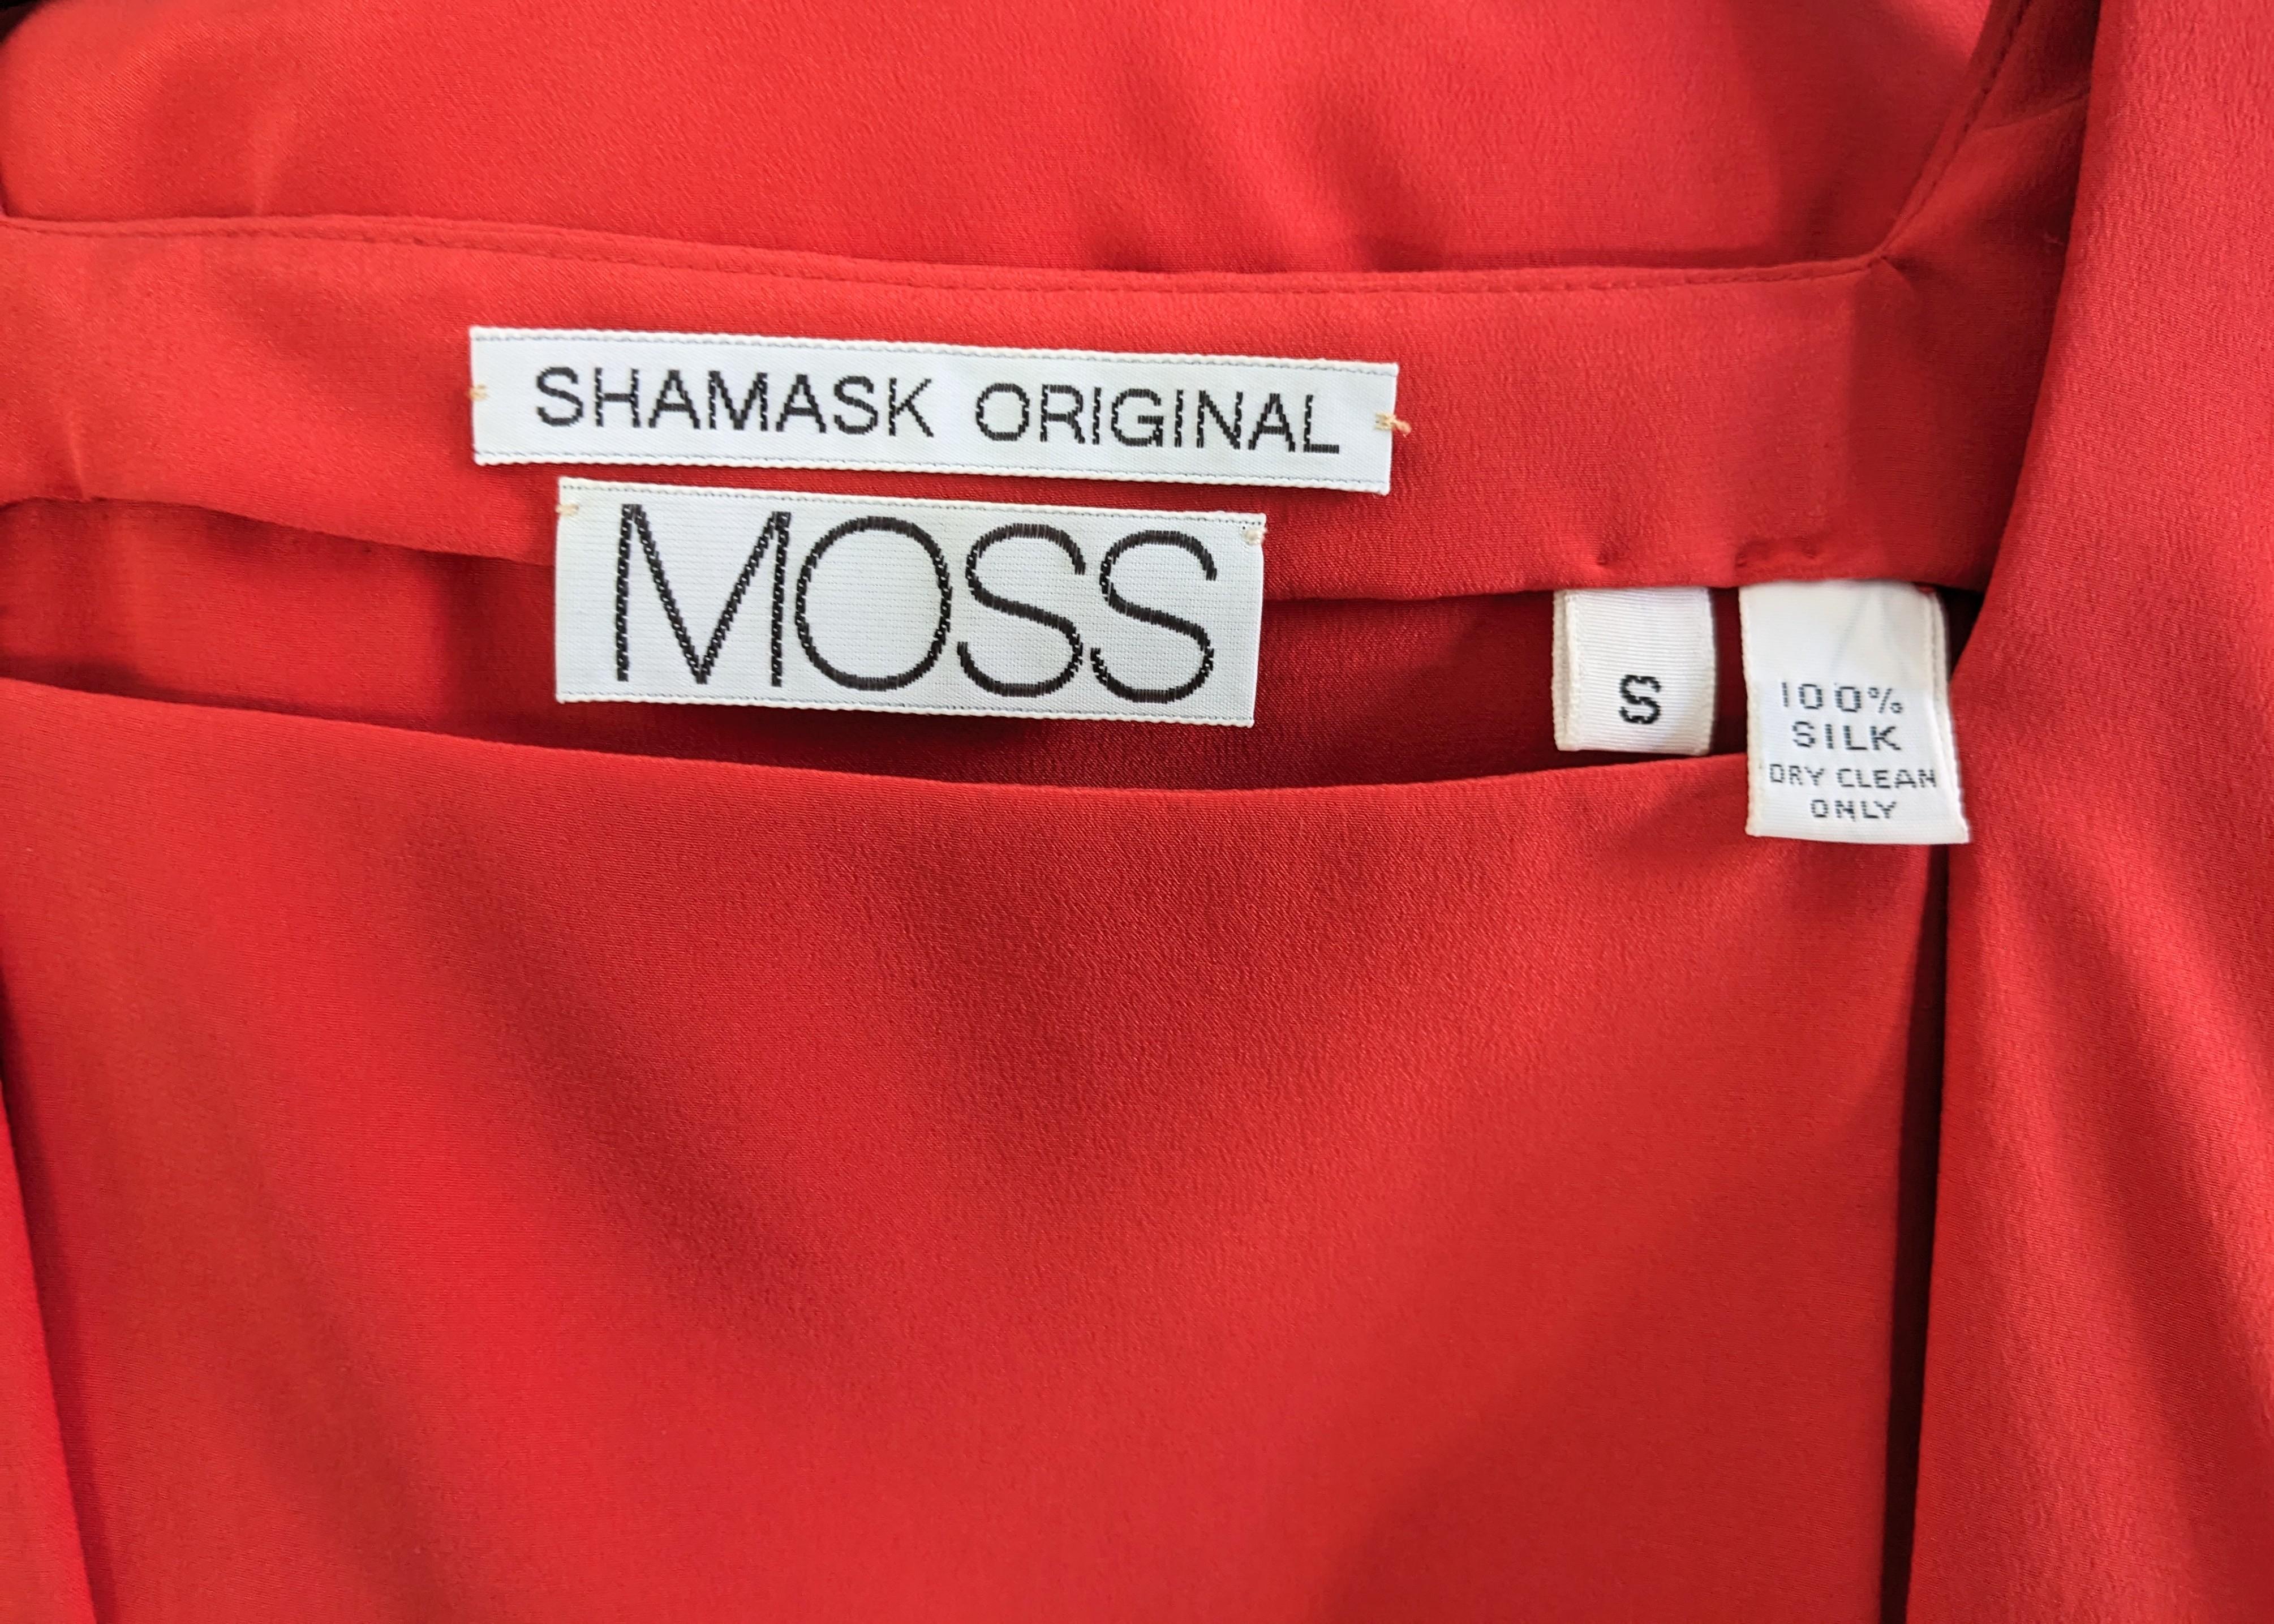 SHAMASK ORIGINAL
MOSS
S
100%
SILK
DRY CLEAN
ONLY